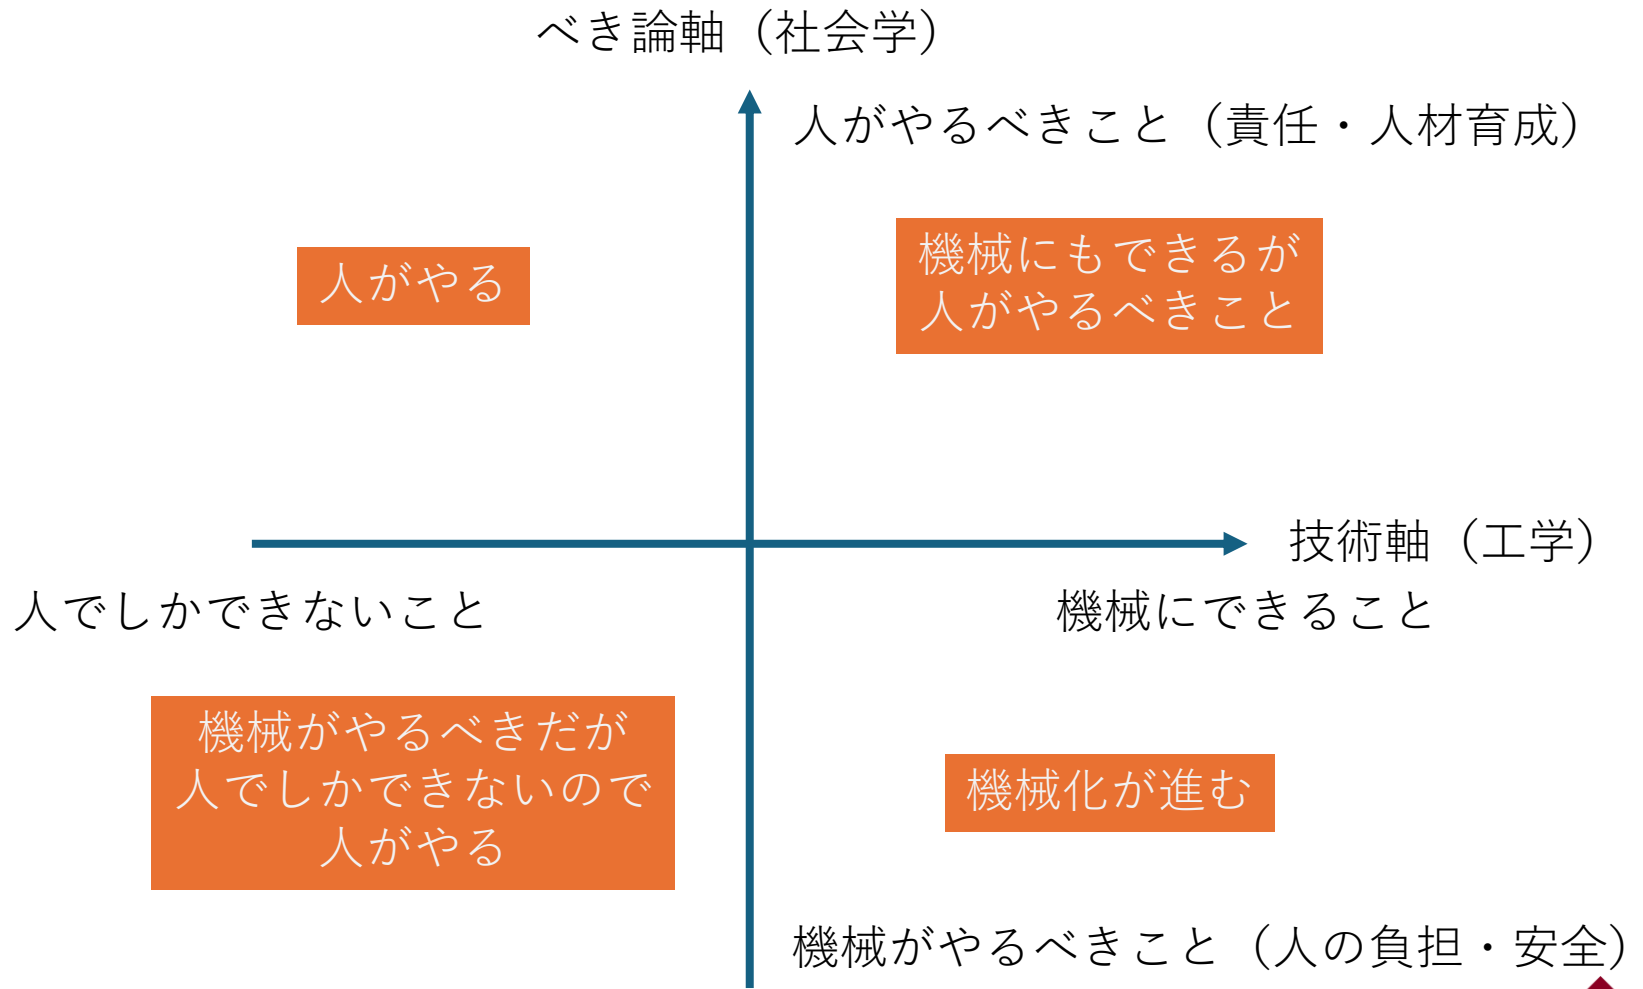 べき論軸（社会学）
人がやるべきこと（責任・人材育成）
人がやる
機械にもできるが
人がやるべきこと
技術軸（工学）
人でしかできないこと
機械にできること
機械がやるべきだが
人でしかできないので
人がやる
機械化が進む
機械がやるべきこと（人の負担・安全）